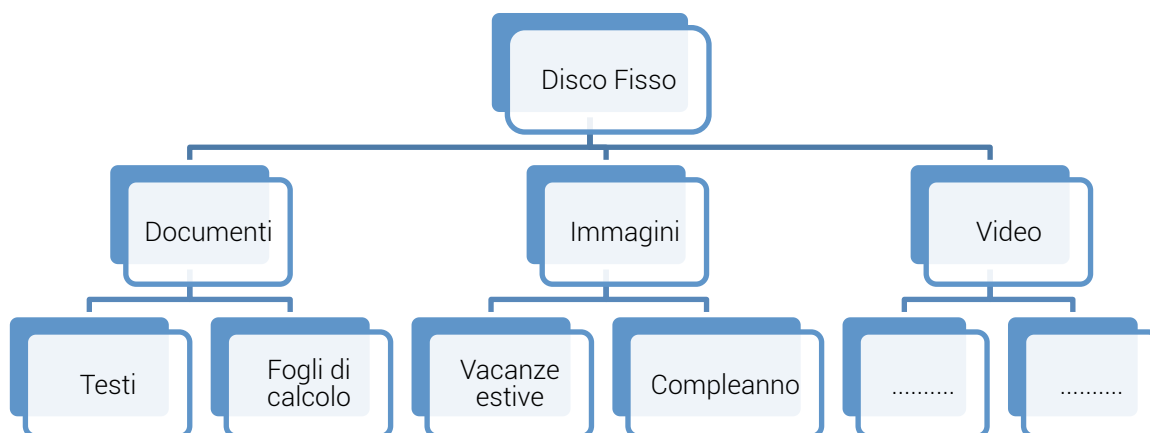 Disco Fisso
Documenti
Immagini
Video
Testi
Fogli di
calcolo
Vacanze
estive
Compleanno
..........
..........